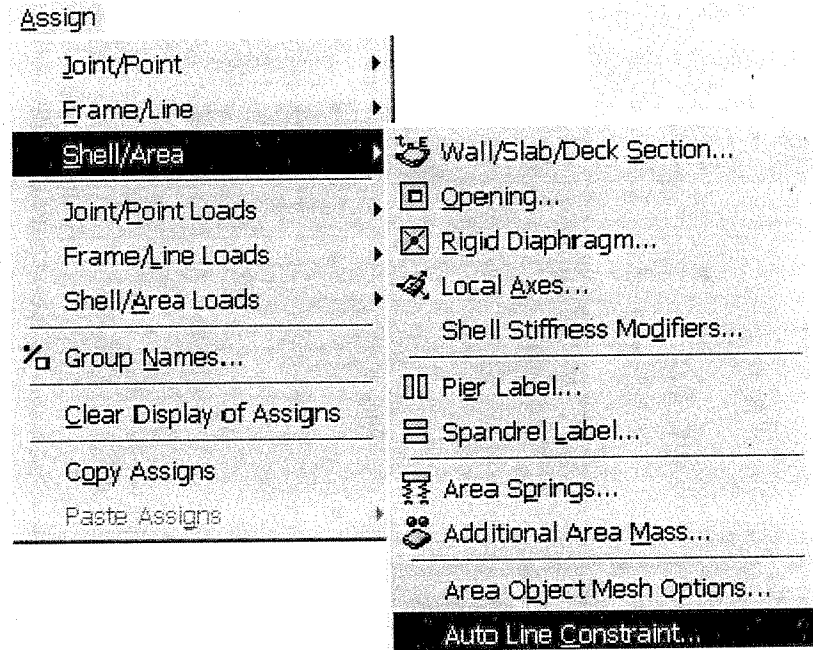 Assign
Joint/Point
Frame/Line
Shell/Area
Joint/Point Loads
Frame/Line Loads
Shell/Area Loads
Group Names...
Clear Display of Assigns
Copy Assigns
Paste Assigns
Wall/Slab/Deck Section...
Opening...
Rigid Diaphragm...
Local Axes...
Shell Stiffness Modifiers...
Pier Label...
Spandrel Label...
Area Springs...
Additional Area Mass...
Area Object Mesh Options...
Auto Line Constraint...